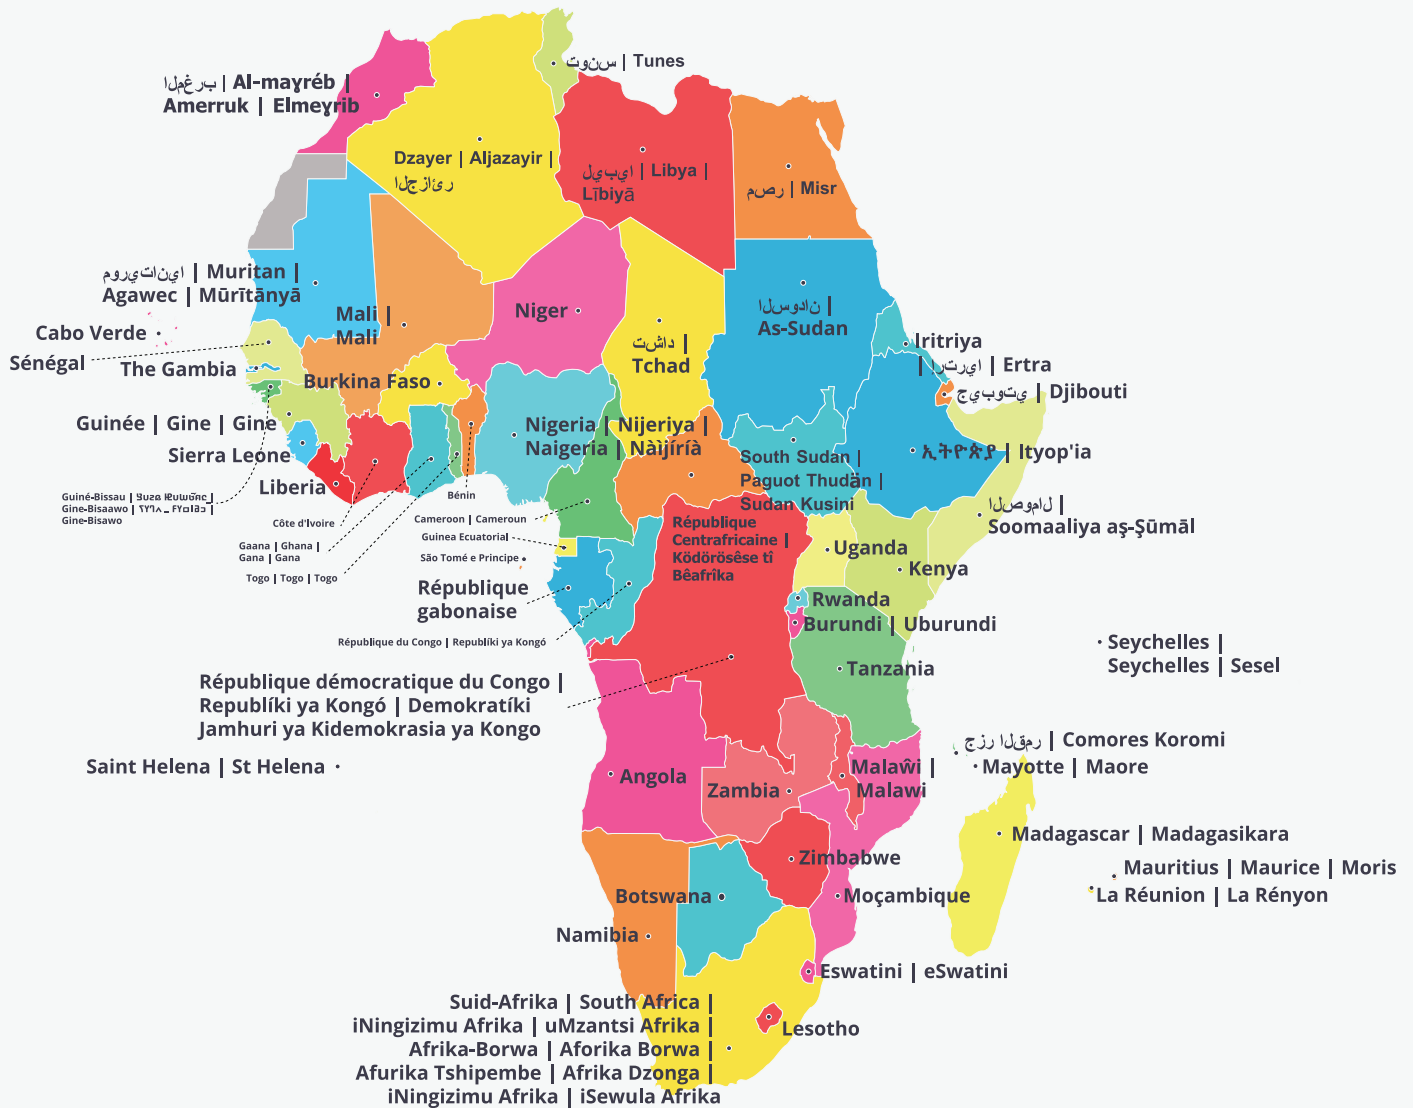 تونس | Tunes
المغرب | Al-maɣréb |
Amerruk | Elmeɣrib
Dzayer | Aljazayir |
الجزائر
ليبيا | Libya |
Lībiyā
مصر | Misr
موريتانيا | Muritan |
Agawec | Mūrītānyā
Mali |
Mali
Niger
تشاد |
Tchad
السودان |
As-Sudan
Cabo Verde
Sénégal
The Gambia
Burkina Faso
Iritriya
| إرتريا | Ertra
جيبوتي | Djibouti
Guinée | Gine | Gine
Sierra Leone
Liberia
Nigeria | Nijeriya |
Naigeria | Nàìjíríà
South Sudan |
Paguot Thudän |
Sudan Kusini
ኢትዮጵያ | Ityop'ia
الصومال |
Soomaaliya aş-Şūmāl
Guiné-Bissau |
Gine-Bisaawo |
Gine-Bisawo
Bénin
Côte d'Ivoire
Cameroon | Cameroun
Gaana | Ghana |
Gana | Gana
Guinea Ecuatorial
São Tomé e Principe
Togo | Togo | Togo
République
Centrafricaine |
Ködörösêse tî
Bêafrîka
République
gabonaise
Uganda
Kenya
Rwanda
Burundi | Uburundi
République du Congo | Republíki ya Kongó
Seychelles |
Seychelles | Sesel
Tanzania
République démocratique du Congo |
Republíki ya Kongó | Demokratíki
Jamhuri ya Kidemokrasia ya Kongo
Saint Helena | St Helena
Angola
Zambia
Malaŵi |
Malawi
جزر القمر | Comores Koromi
Mayotte | Maore
Madagascar | Madagasikara
Mauritius | Maurice | Moris
La Réunion | La Rényon
Zimbabwe
Botswana
Moçambique
Namibia
Eswatini | eSwatini
Suid-Afrika | South Africa |
iNingizimu Afrika | uMzantsi Afrika |
Afrika-Borwa | Aforika Borwa |
Afurika Tshipembe | Afrika Dzonga |
iNingizimu Afrika | iSewula Afrika
Lesotho